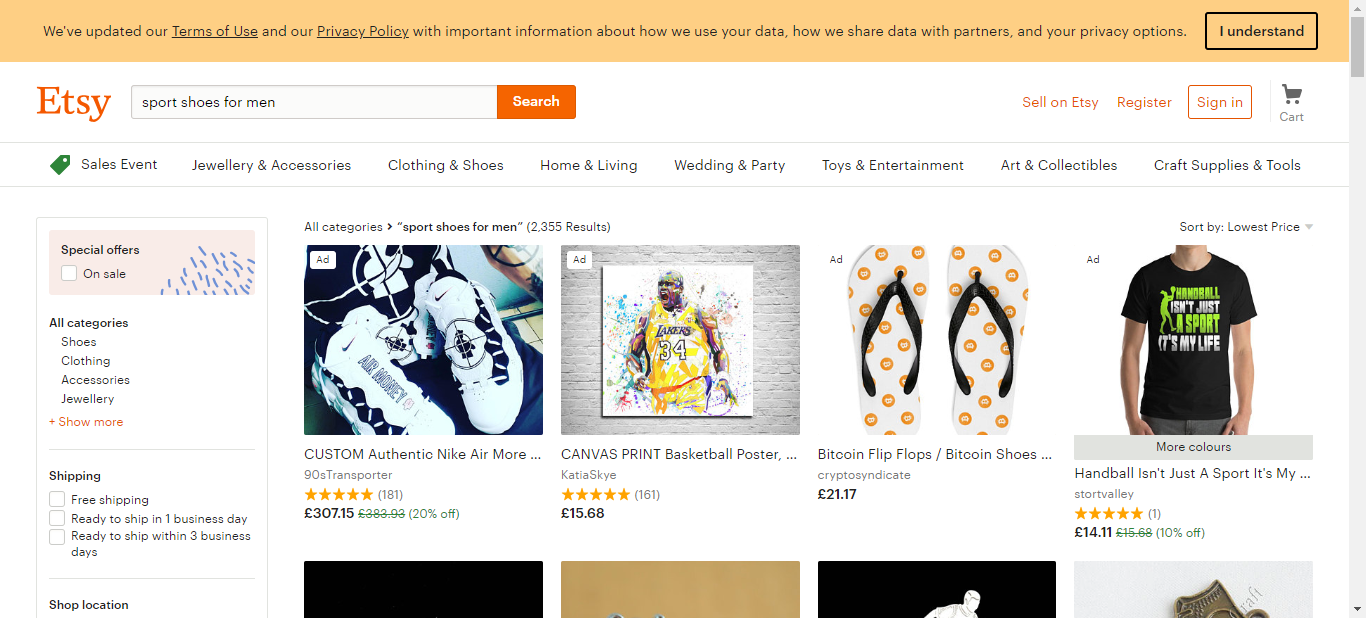 We've updated our Terms of Use and our Privacy Policy with important information about how we use your data, how we share data with partners, and your privacy options.
I understand
Etsy
sport shoes for men
Search
Sell on Etsy
Register
Sign in
Cart
Sales Event
Jewellery & Accessories
Clothing & Shoes
Home & Living
Wedding & Party
Toys & Entertainment
Art & Collectibles
Craft Supplies & Tools
Special offers
On sale
All categories
Shoes
Clothing
Accessories
Jewellery
+ Show more
Shipping
Free shipping
Ready to ship in 1 business day
Ready to ship within 3 business
days
Shop location
All categories > “sport shoes for men” (2,355 Results)
Sort by: Lowest Price
Ad
AIR MONEY
CUSTOM Authentic Nike Air More ...
90sTransporter
(181)
£307.15 £383.93 (20% off)
Ad
LAKERS
34
CANVAS PRINT Basketball Poster, ...
KatiaSkye
(161)
£15.68
Ad
Bitcoin Flip Flops / Bitcoin Shoes ...
cryptosyndicate
£21.17
Ad
HANDBALL
ISN'T JUST
A SPORT
IT'S MY LIFE
More colours
Handball Isn't Just A Sport It's My ...
stortvalley
(1)
£14.11 £15.68 (10% off)